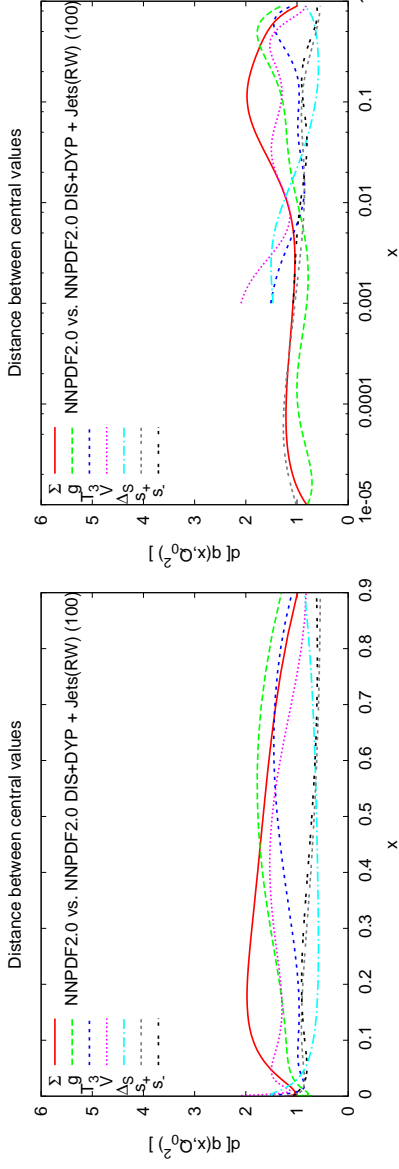 Distance between central values
NNPDF2.0 vs. NNPDF2.0 DIS+DYP + Jets(RW) (100)
Σ
g
T3
V
ΔS
s+
s-
d[ q(x,Q0^2) ]
6
5
4
3
2
1
0
0 0.1 0.2 0.3 0.4 0.5 0.6 0.7 0.8 0.9
x
Distance between central values
NNPDF2.0 vs. NNPDF2.0 DIS+DYP + Jets(RW) (100)
Σ
g
T3
V
ΔS
s+
s-
d[ q(x,Q0^2) ]
6
5
4
3
2
1
0
1e-05 0.0001 0.001 0.01 0.1 1
x